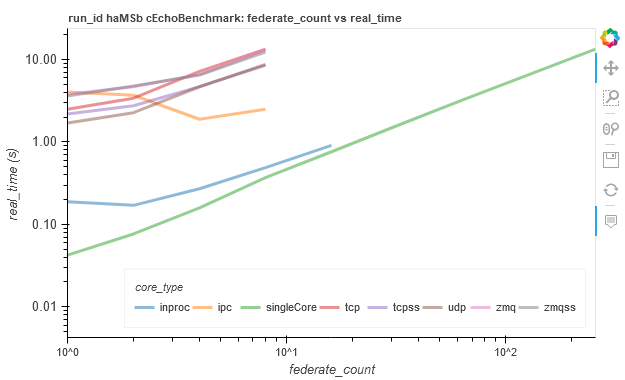 run_id haMSb cEchoBenchmark: federate_count vs real_time
10.00
1.00
0.10
0.01
real_time (s)
core_type
inproc ipc singleCore tcp tcpss udp zmq zmqss
10^0 10^1 10^2
federate_count